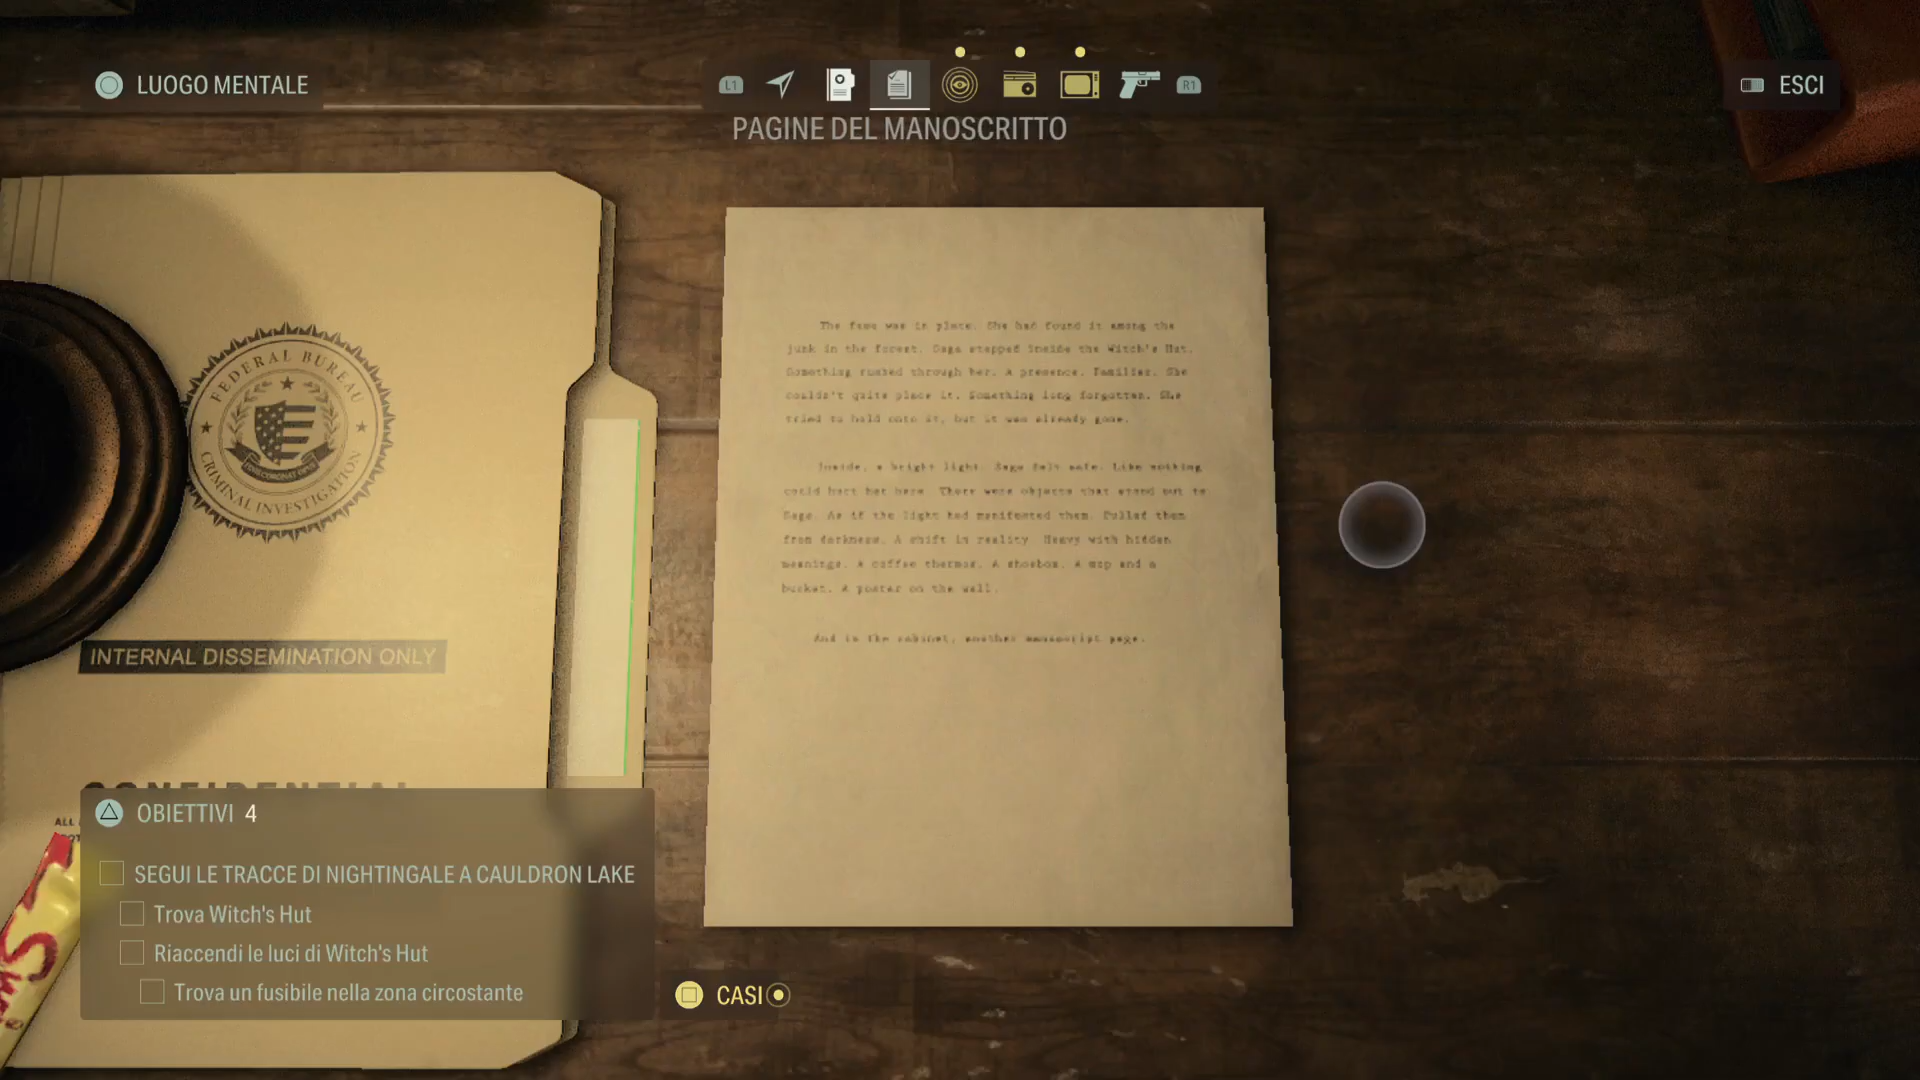 LUOGO MENTALE
L1
R1
ESCI
PAGINE DEL MANOSCRITTO
The fuse was in place. She had found it among the
junk in the forest. Saga stepped inside the Witch's Hut.
Something rushed through her. A presence. Familiar. She
couldn't quite place it. Something long forgotten. She
tried to hold onto it, but it was already gone.
Inside, a bright light. Saga felt safe. Like nothing
could hurt her here. There were objects that stood out to
Saga. As if the light had manifested them. Pulled them
from darkness. A shift in reality. Heavy with hidden
meanings. A coffee thermos. A shoebox. A mop and a
bucket. A poster on the wall.
And in the cabinet, another manuscript page.
FEDERAL BUREAU
CRIMINAL INVESTIGATION
INTERNAL DISSEMINATION ONLY
CONFIDENTIAL
ALL
OBIETTIVI 4
SEGUI LE TRACCE DI NIGHTINGALE A CAULDRON LAKE
Trova Witch's Hut
Riaccendi le luci di Witch's Hut
Trova un fusibile nella zona circostante
CASI